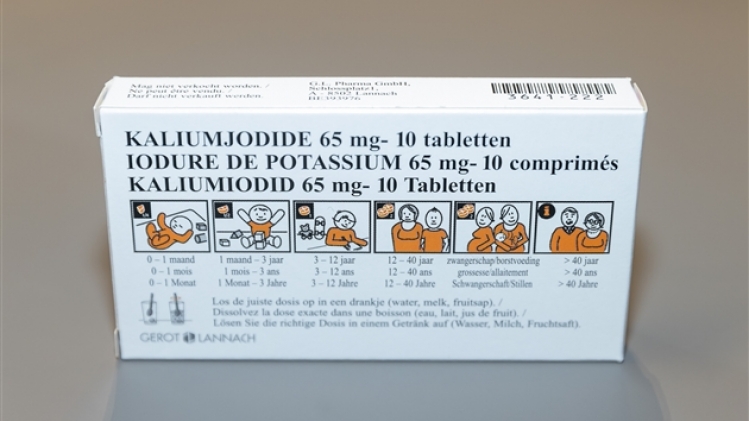 Mag niet verkocht worden. /
Ne peut être vendu. /
Darf nicht verkauft werden.
G.L. Pharma GmbH,
Schlossplatz1,
A - 8502 Lannach
BE393976
3641-222
KALIUMJODIDE 65 mg- 10 tabletten
IODURE DE POTASSIUM 65 mg- 10 comprimés
KALIUMIODID 65 mg- 10 Tabletten
0 – 1 maand 1 maand – 3 jaar 3 – 12 jaar 12 – 40 jaar zwangerschap/borstvoeding > 40 jaar
0 – 1 mois 1 mois – 3 ans 3 – 12 ans 12 – 40 ans grossesse/allaitement > 40 ans
0 – 1 Monat 1 Monat – 3 Jahre 3 – 12 Jahre 12 – 40 Jahre Schwangerschaft/Stillen > 40 Jahre
Los de juiste dosis op in een drankje (water, melk, fruitsap). /
Dissolvez la dose exacte dans une boisson (eau, lait, jus de fruit). /
Lösen Sie die richtige Dosis in einem Getränk auf (Wasser, Milch, Fruchtsaft).
GEROT LANNACH